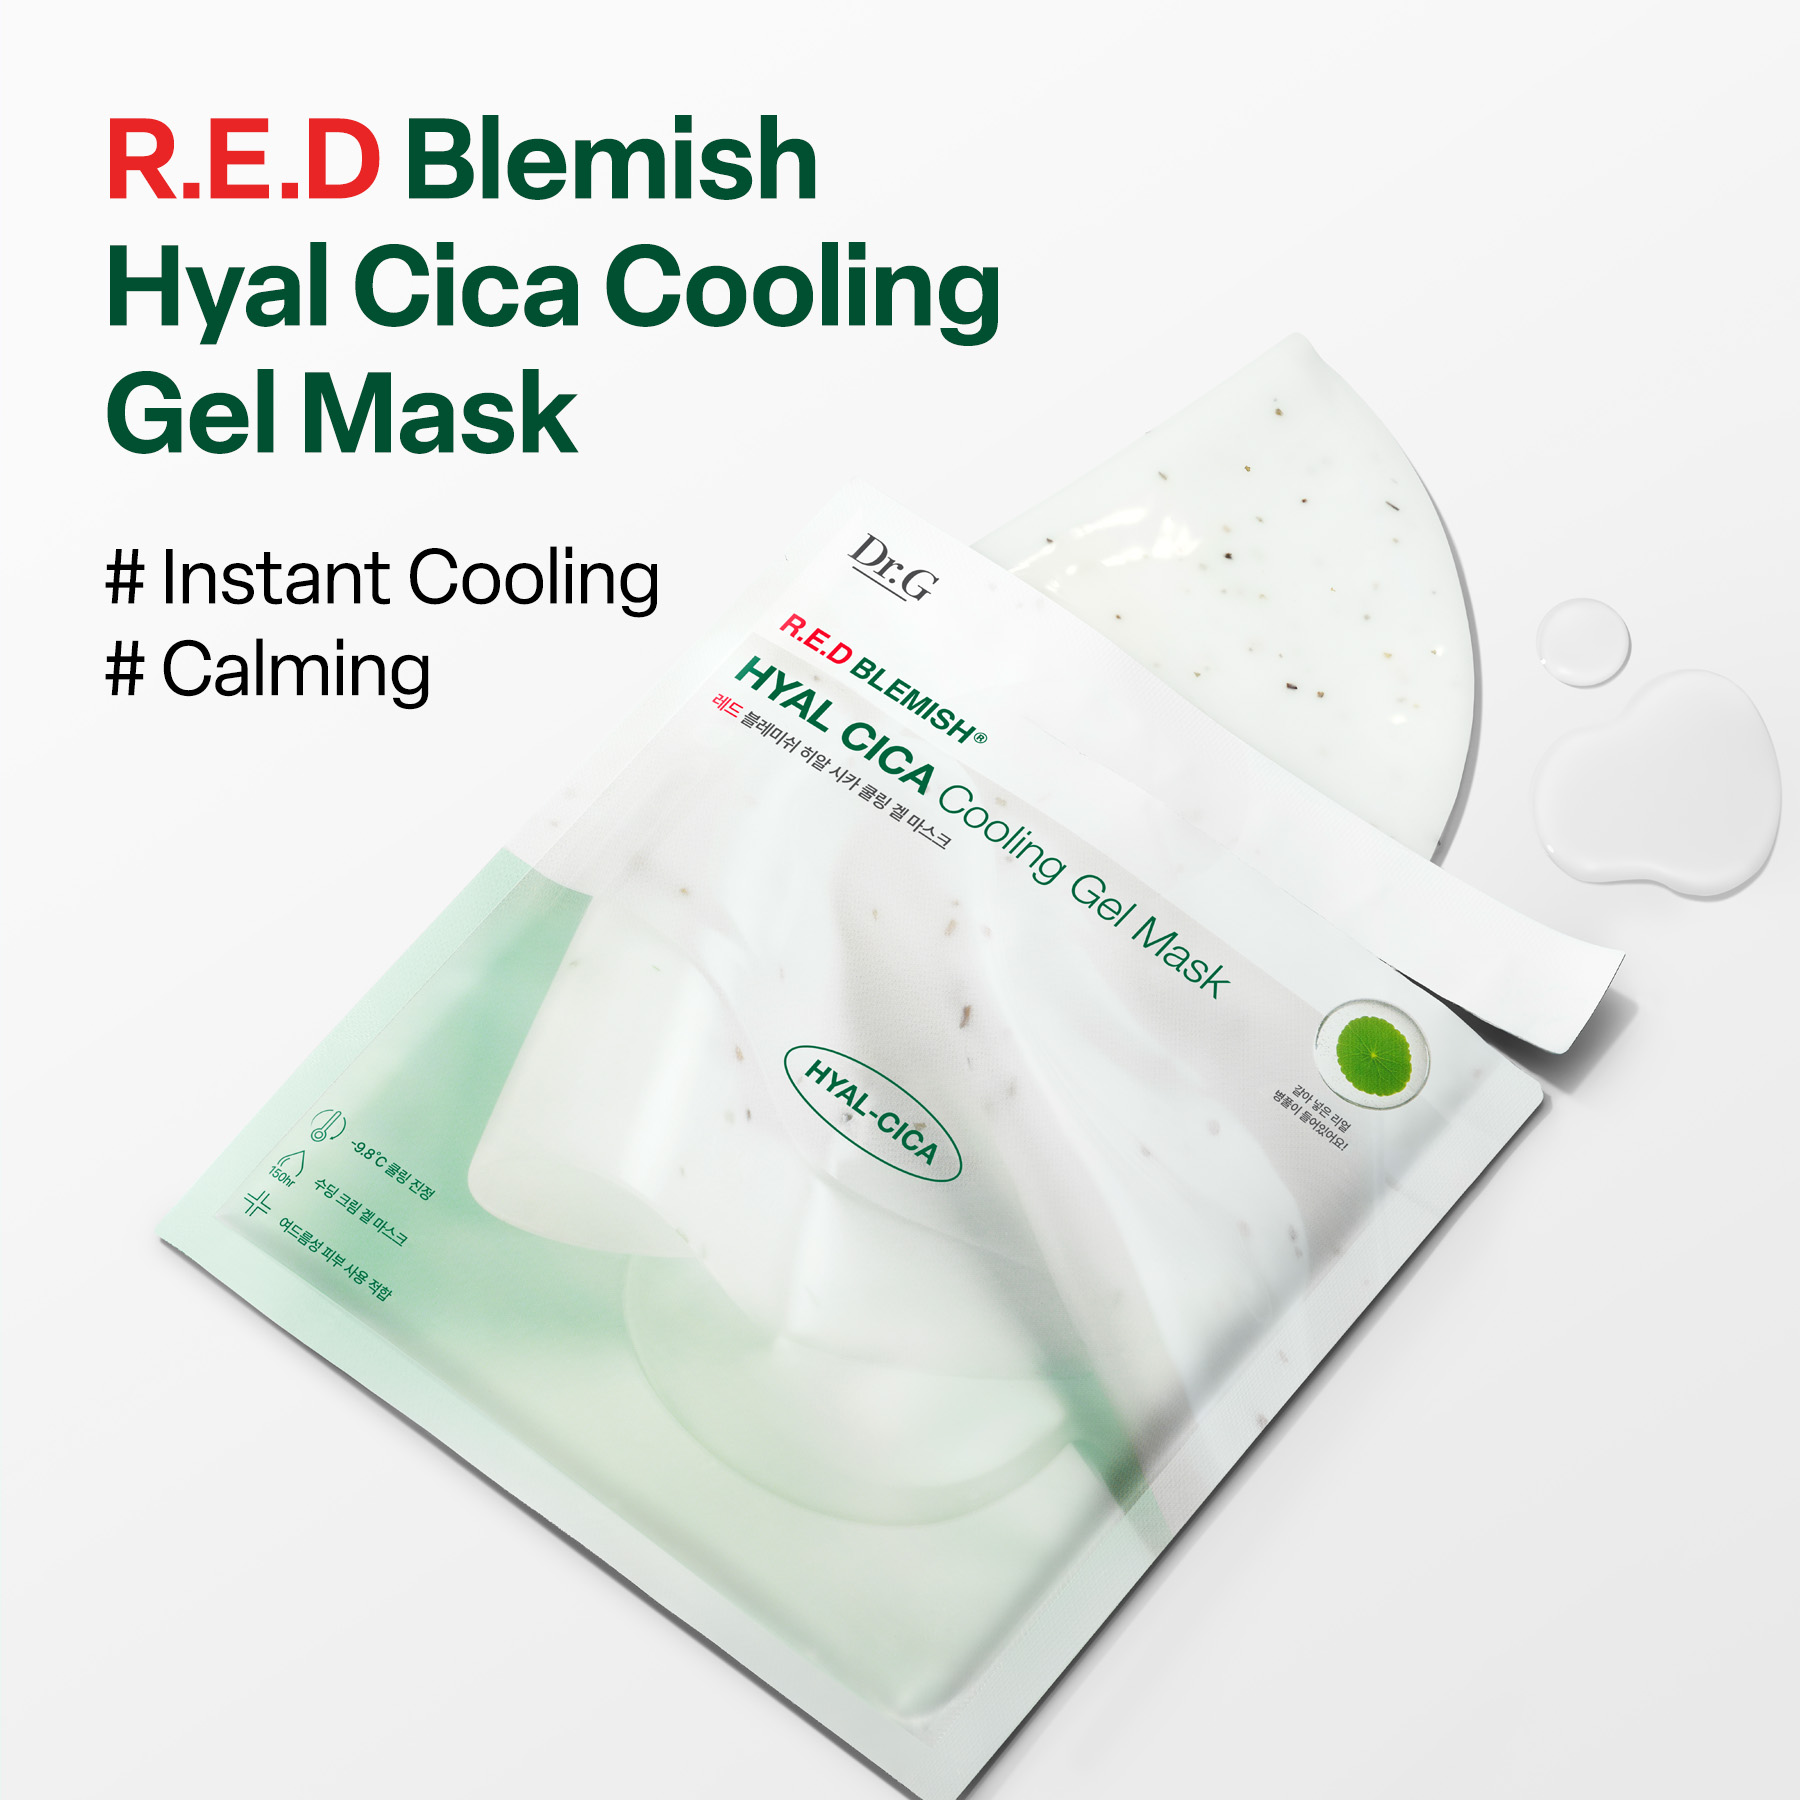 R.E.D Blemish
Hyal Cica Cooling
Gel Mask
# Instant Cooling
# Calming
Dr.G
R.E.D BLEMISH®
HYAL CICA Cooling Gel Mask
레드 블레미쉬 히알 시카 쿨링 겔 마스크
HYAL-CICA
갈아 넣은 리얼
병풀이 들어있어요!
-9.8°C 쿨링 진정
150hr
수딩 크림 겔 마스크
여드름성 피부 사용 적합